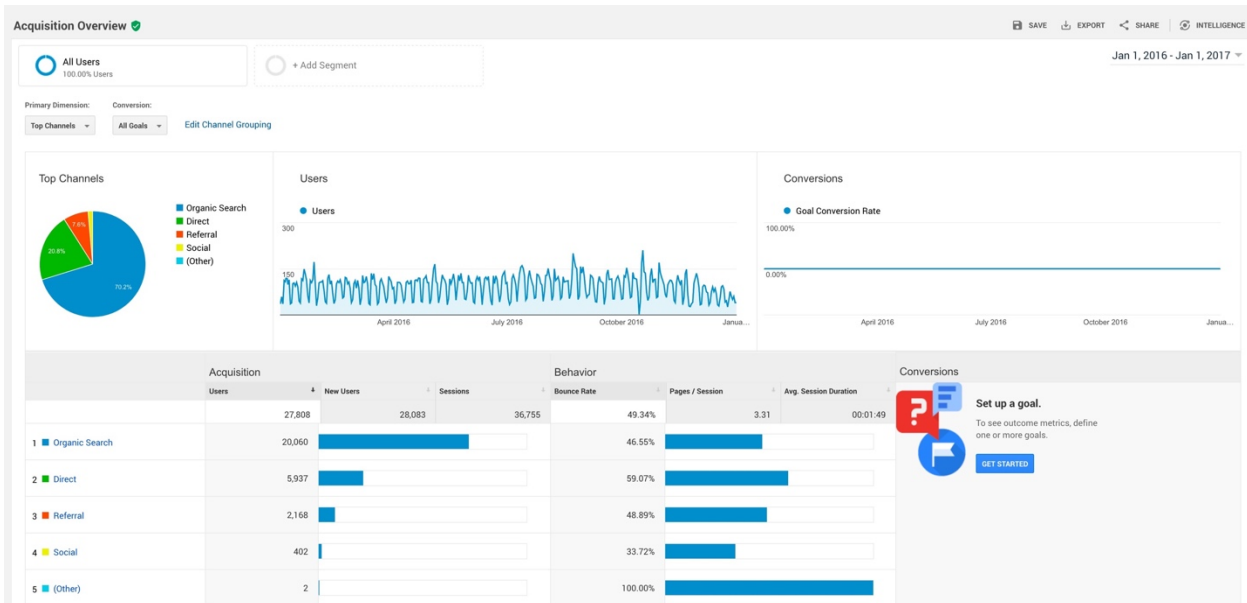 Acquisition Overview
SAVE EXPORT SHARE INTELLIGENCE
All Users
100.00% Users
+ Add Segment
Jan 1, 2016 - Jan 1, 2017
Primary Dimension: Conversion:
Top Channels All Goals Edit Channel Grouping
Top Channels
7.8%
20.8%
70.2%
Organic Search
Direct
Referral
Social
(Other)
Users
Users
300
150
April 2016 July 2016 October 2016 Janua...
Conversions
Goal Conversion Rate
100.00%
0.00%
April 2016 July 2016 October 2016 Janua...
Acquisition Behavior Conversions
Users New Users Sessions Bounce Rate Pages / Session Avg. Session Duration
27,808 28,083 36,755 49.34% 3.31 00:01:49
1 Organic Search 20,060 46.55%
2 Direct 5,937 59.07%
3 Referral 2,168 48.89%
4 Social 402 33.72%
5 (Other) 2 100.00%
?
Set up a goal.
To see outcome metrics, define
one or more goals.
GET STARTED